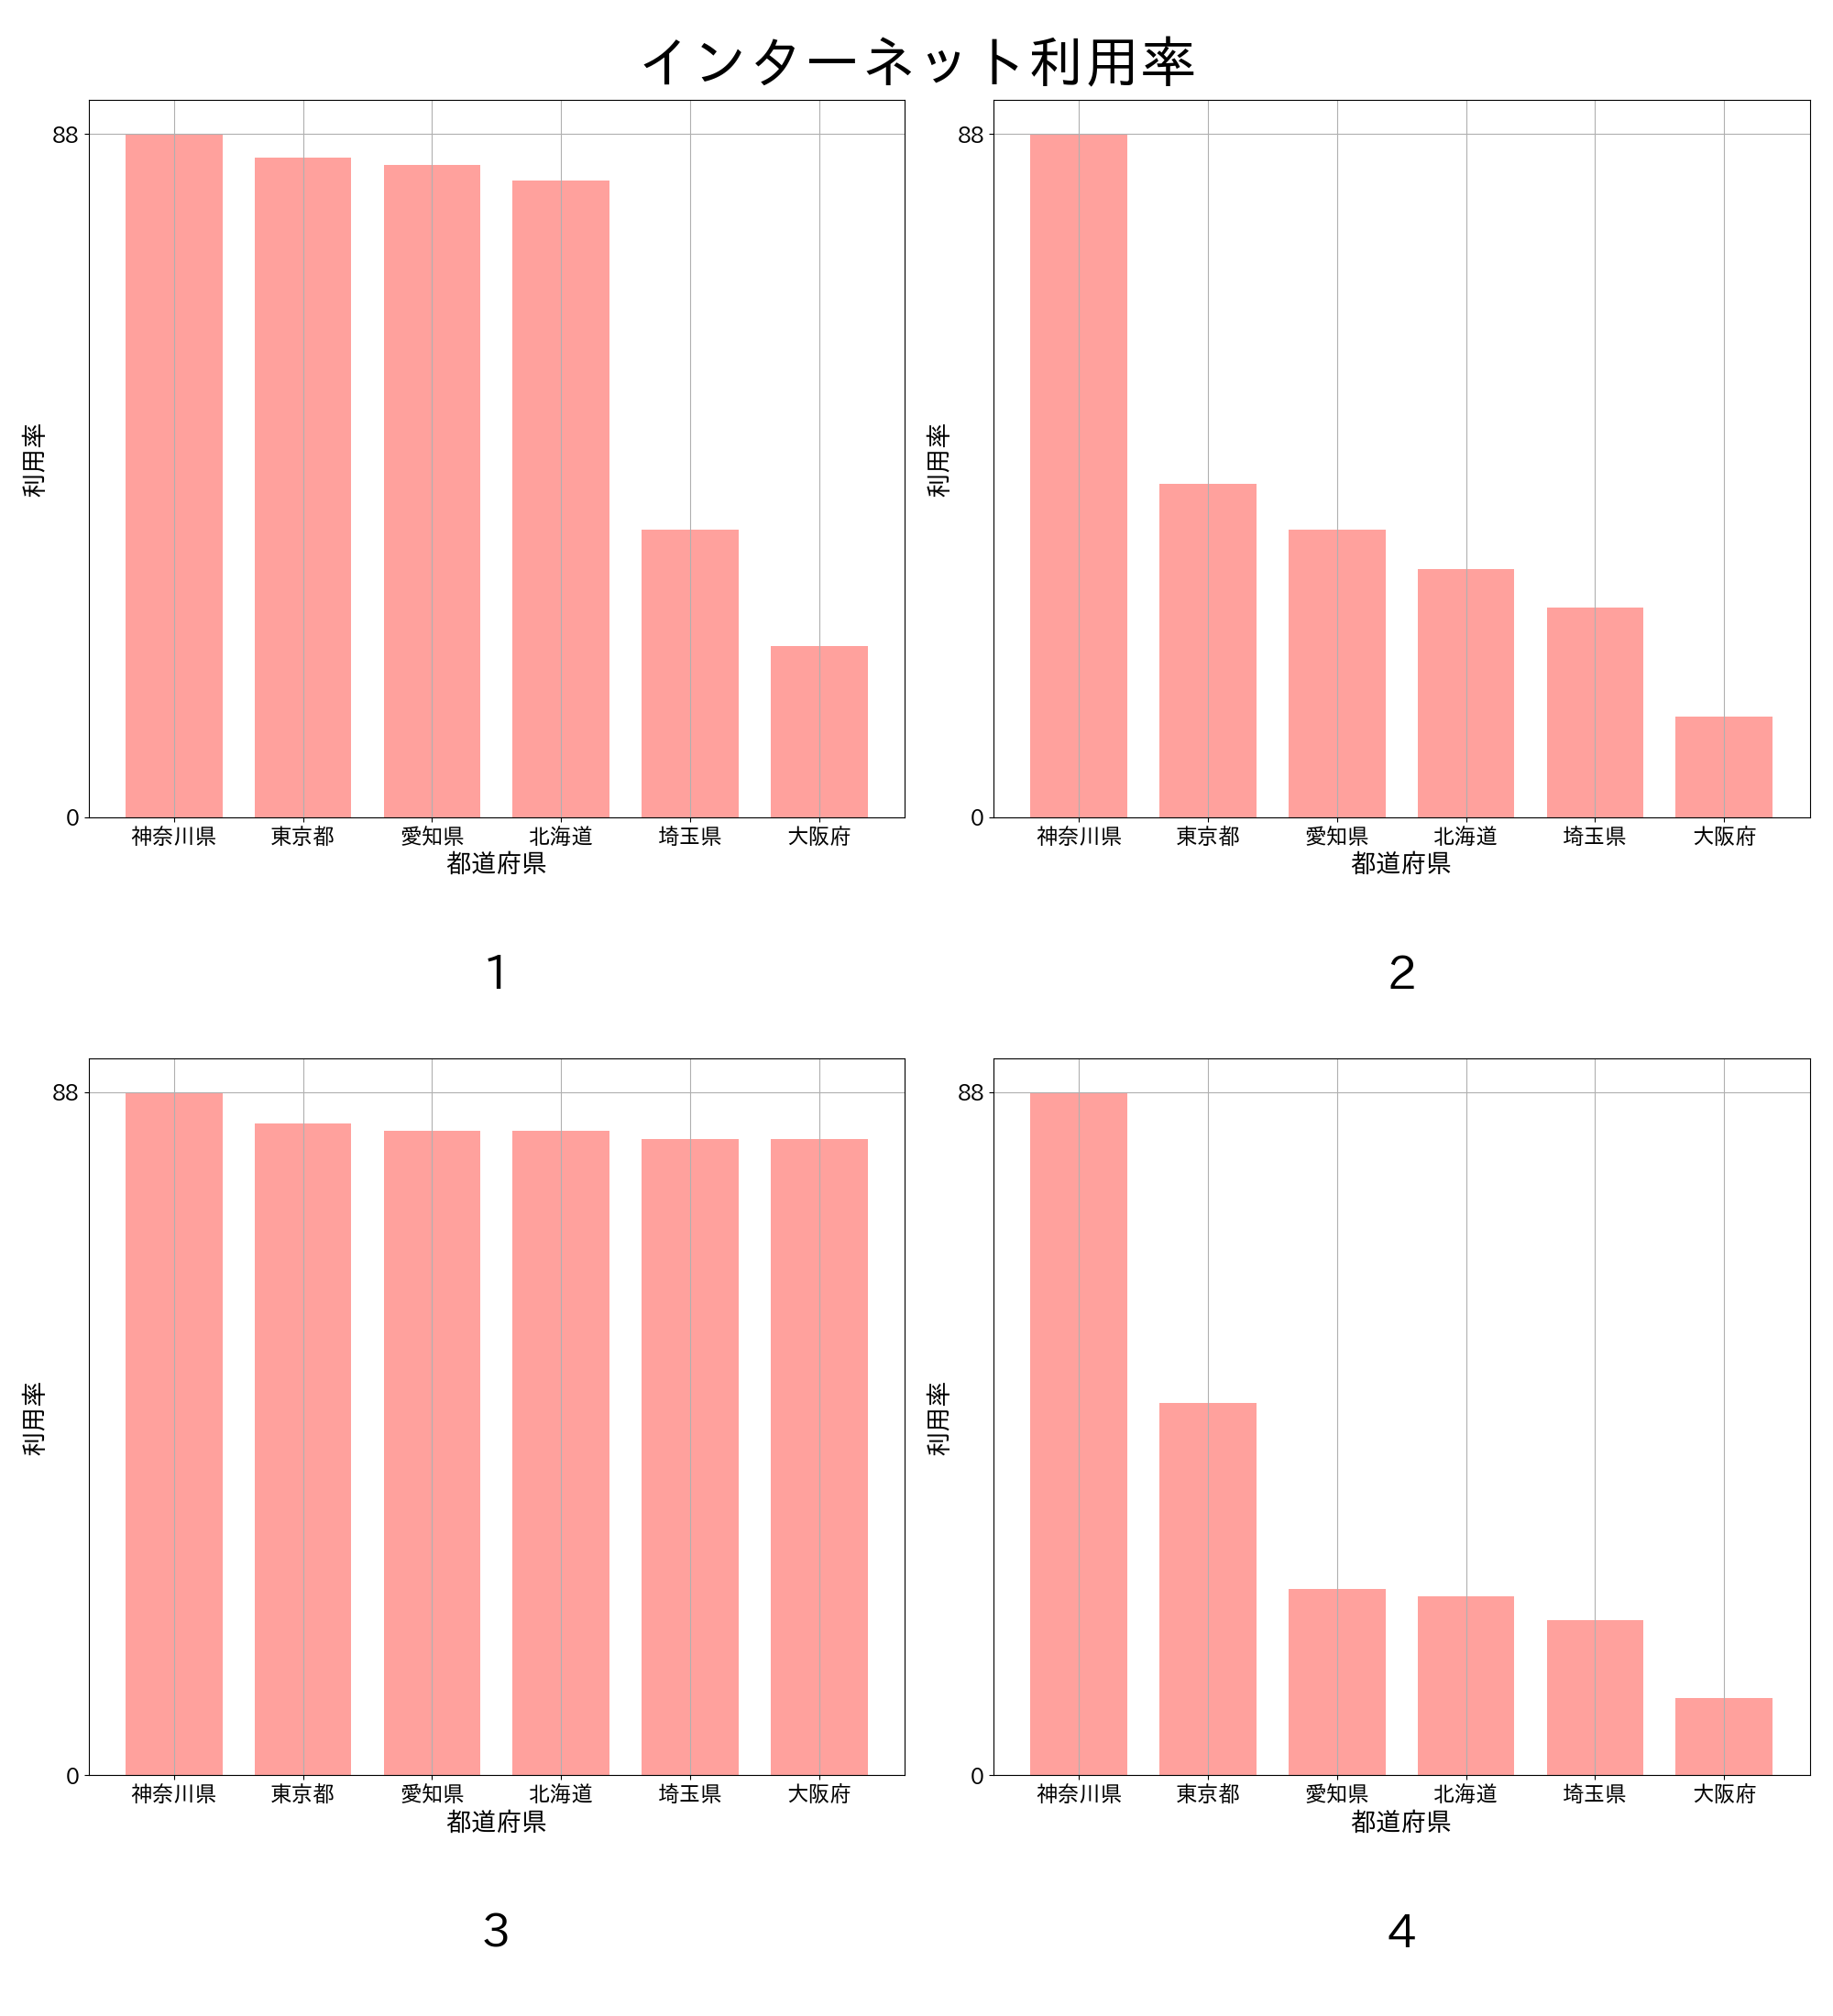 インターネット利用率
88
0
利用率
神奈川県 東京都 愛知県 北海道 埼玉県 大阪府
都道府県
1
88
0
利用率
神奈川県 東京都 愛知県 北海道 埼玉県 大阪府
都道府県
2
88
0
利用率
神奈川県 東京都 愛知県 北海道 埼玉県 大阪府
都道府県
3
88
0
利用率
神奈川県 東京都 愛知県 北海道 埼玉県 大阪府
都道府県
4